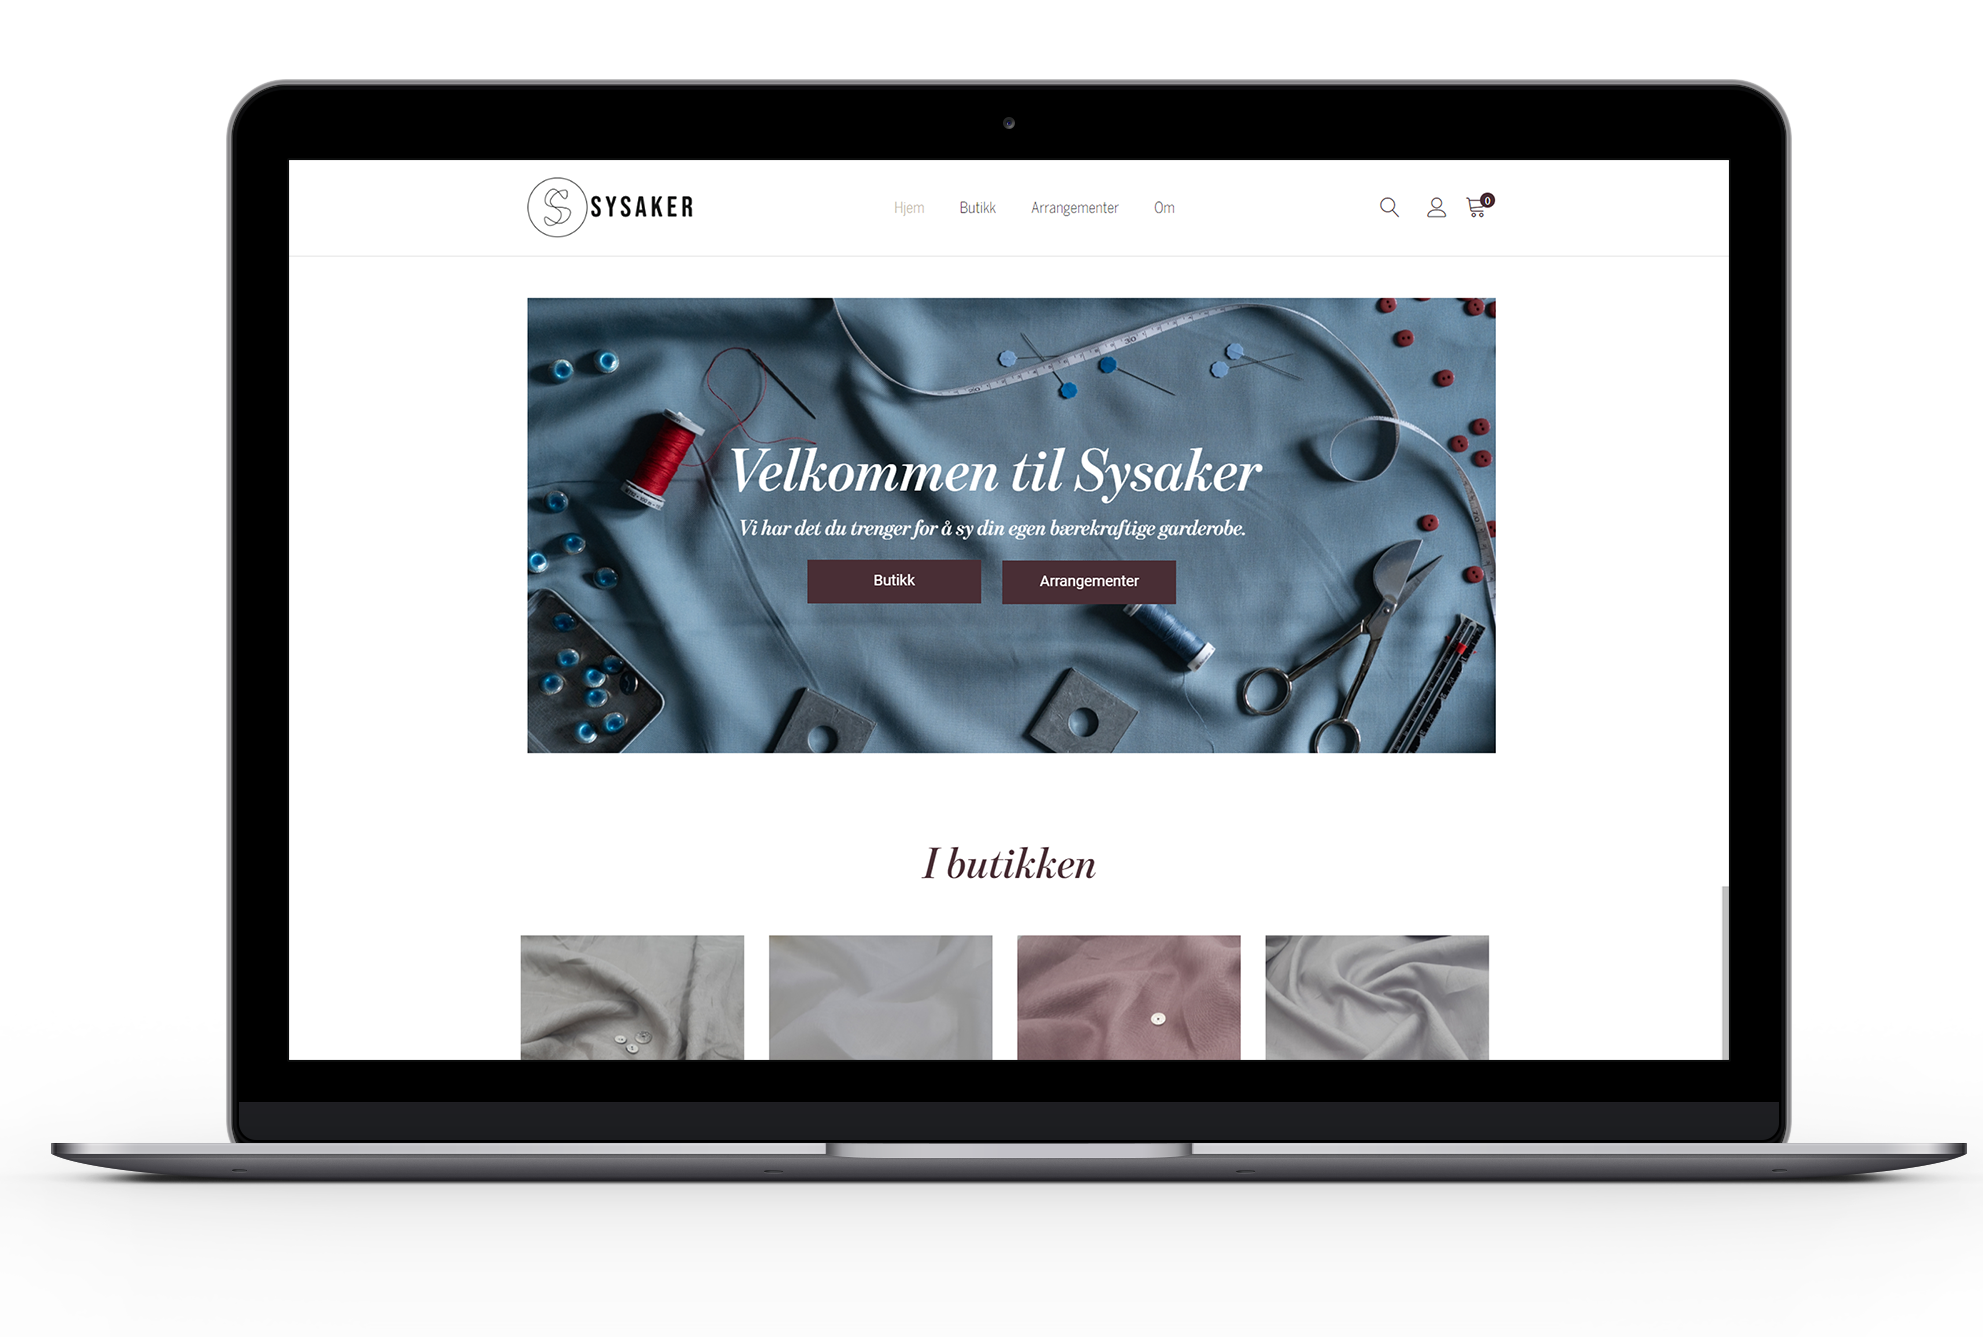 SYSAKER
Hjem Butikk Arrangementer Om
0
Velkommen til Sysaker
Vi har det du trenger for å sy din egen bærekraftige garderobe.
Butikk Arrangementer
I butikken